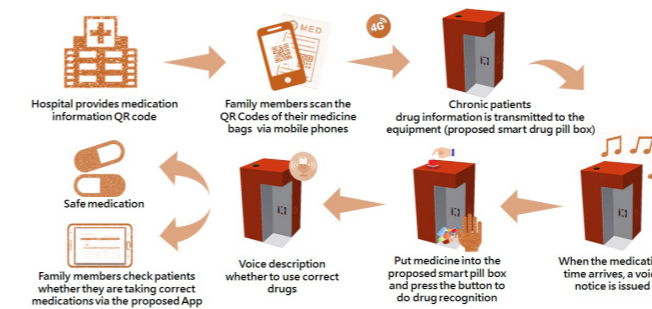 Hospital provides medication
information QR code
MED
Family members scan the
QR Codes of their medicine
bags via mobile phones
4G
Chronic patients
drug information is transmitted to the
equipment (proposed smart drug pill box)
When the medicati
time arrives, a voic
notice is issued
Put medicine into the
proposed smart pill box
and press the button to
do drug recognition
Voice description
whether to use correct
drugs
Safe medication
Family members check patients
whether they are taking correct
medications via the proposed App